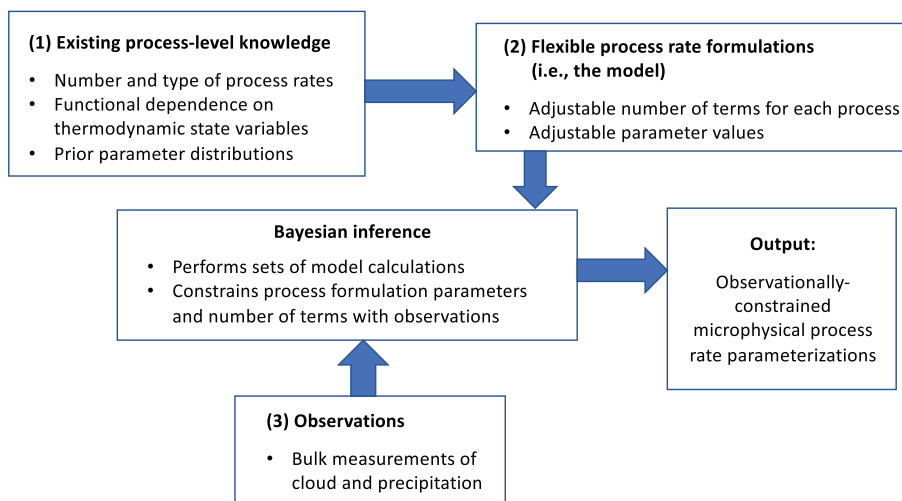 (1) Existing process-level knowledge
• Number and type of process rates
• Functional dependence on
thermodynamic state variables
• Prior parameter distributions
(2) Flexible process rate formulations
(i.e., the model)
• Adjustable number of terms for each process
• Adjustable parameter values
Bayesian inference
• Performs sets of model calculations
• Constrains process formulation parameters
and number of terms with observations
Output:
Observationally-
constrained
microphysical process
rate parameterizations
(3) Observations
• Bulk measurements of
cloud and precipitation